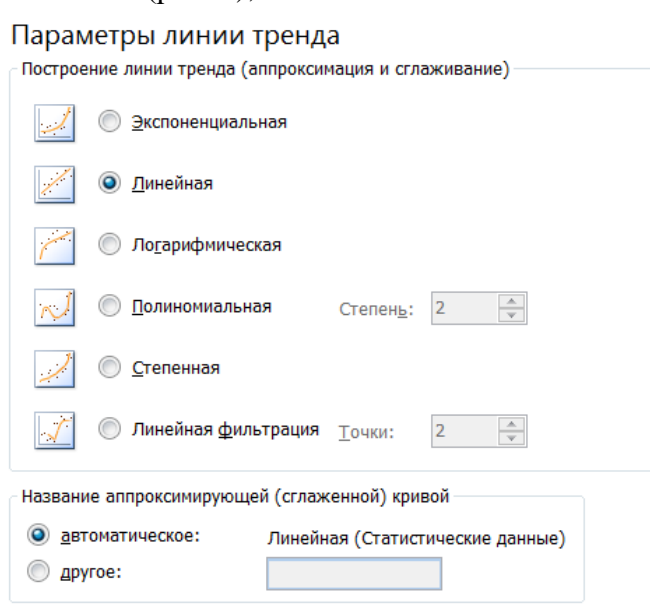 Параметры линии тренда
Построение линии тренда (аппроксимация и сглаживание)
Экспоненциальная
Линейная
Логарифмическая
Полиномиальная Степень: 2
Степенная
Линейная фильтрация Точки: 2
Название аппроксимирующей (сглаженной) кривой
автоматическое: Линейная (Статистические данные)
другое: